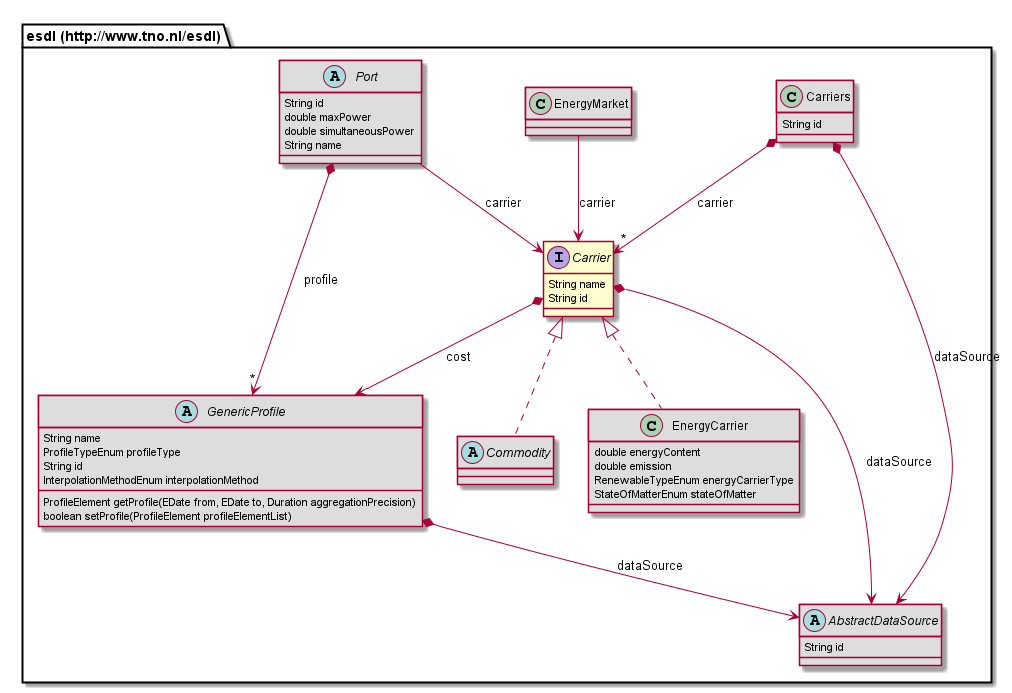 esdl (http://www.tno.nl/esdl)
A Port
String id
double maxPower
double simultaneousPower
String name
C EnergyMarket
C Carriers
String id
carrier
carrier
carrier
*
I Carrier
String name
String id
profile
cost
*
A GenericProfile
String name
ProfileTypeEnum profileType
String id
InterpolationMethodEnum interpolationMethod
ProfileElement getProfile(EDate from, EDate to, Duration aggregationPrecision)
boolean setProfile(ProfileElement profileElementList)
A Commodity
C EnergyCarrier
double energyContent
double emission
RenewableTypeEnum energyCarrierType
StateOfMatterEnum stateOfMatter
dataSource
dataSource
dataSource
A AbstractDataSource
String id